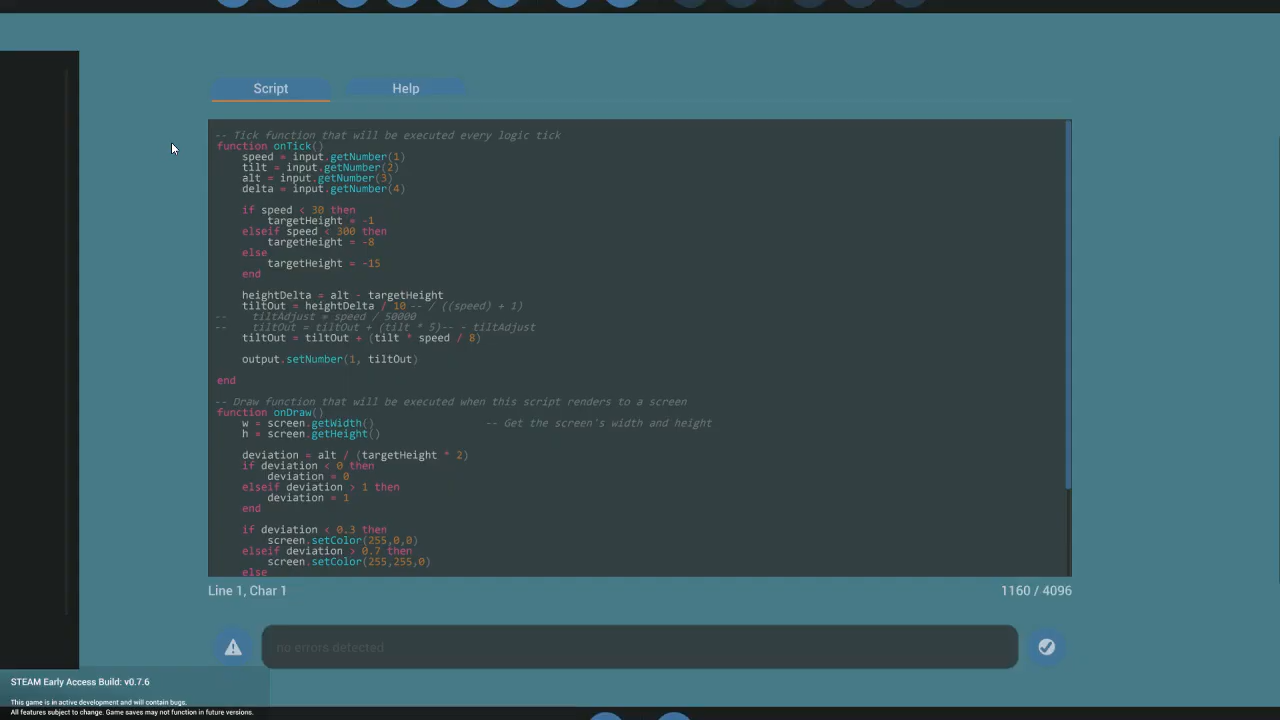 Script
Help
-- Tick function that will be executed every logic tick
function onTick()
speed = input.getNumber(1)
tilt = input.getNumber(2)
alt = input.getNumber(3)
delta = input.getNumber(4)
if speed < 30 then
targetHeight = -1
elseif speed < 300 then
targetHeight = -8
else
targetHeight = -15
end
heightDelta = alt - targetHeight
tiltOut = heightDelta / 10 -- / ((speed) + 1)
-- tiltAdjust = speed / 50000
-- tiltOut = tiltOut + (tilt * 5)-- - tiltAdjust
tiltOut = tiltOut + (tilt * speed / 8)
output.setNumber(1, tiltOut)
end
-- Draw function that will be executed when this script renders to a screen
function onDraw()
w = screen.getWidth() -- Get the screen's width and height
h = screen.getHeight()
deviation = alt / (targetHeight * 2)
if deviation < 0 then
deviation = 0
elseif deviation > 1 then
deviation = 1
end
if deviation < 0.3 then
screen.setColor(255,0,0)
elseif deviation > 0.7 then
screen.setColor(255,255,0)
else
Line 1, Char 1
1160 / 4096
no errors detected
STEAM Early Access Build: v0.7.6
This game is in active development and will contain bugs.
All features subject to change. Game saves may not function in future versions.